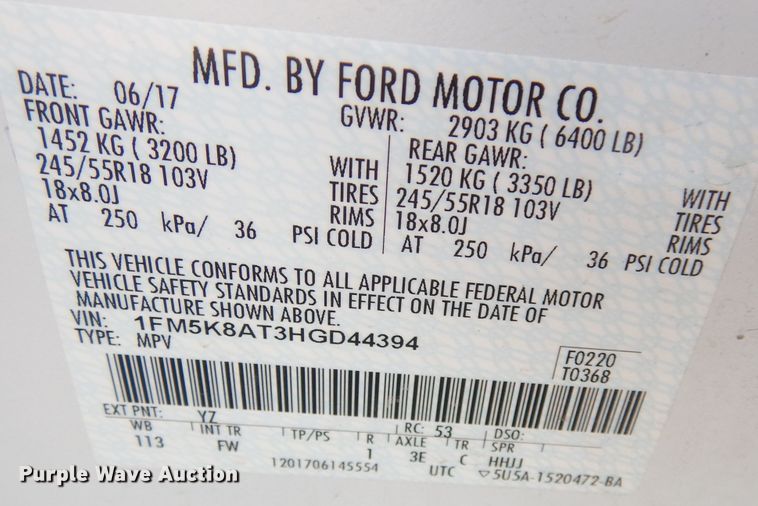 MFD. BY FORD MOTOR CO.
DATE: 06/17 GVWR: 2903 KG ( 6400 LB)
FRONT GAWR: REAR GAWR:
1452 KG ( 3200 LB) WITH 1520 KG ( 3350 LB) WITH
245/55R18 103V TIRES 245/55R18 103V TIRES
18x8.0J RIMS 18x8.0J RIMS
AT 250 kPa/ 36 PSI COLD AT 250 kPa/ 36 PSI COLD
THIS VEHICLE CONFORMS TO ALL APPLICABLE FEDERAL MOTOR
VEHICLE SAFETY STANDARDS IN EFFECT ON THE DATE OF
MANUFACTURE SHOWN ABOVE.
VIN: 1FM5K8AT3HGD44394
TYPE: MPV
F0220
T0368
EXT PNT: YZ RC: 53 DSO:
WB INT TR TP/PS R AXLE TR SPR
113 FW 1 3E C HHJJ
1201706145554 UTC ▽5U5A-1520472-BA
Purple Wave Auction